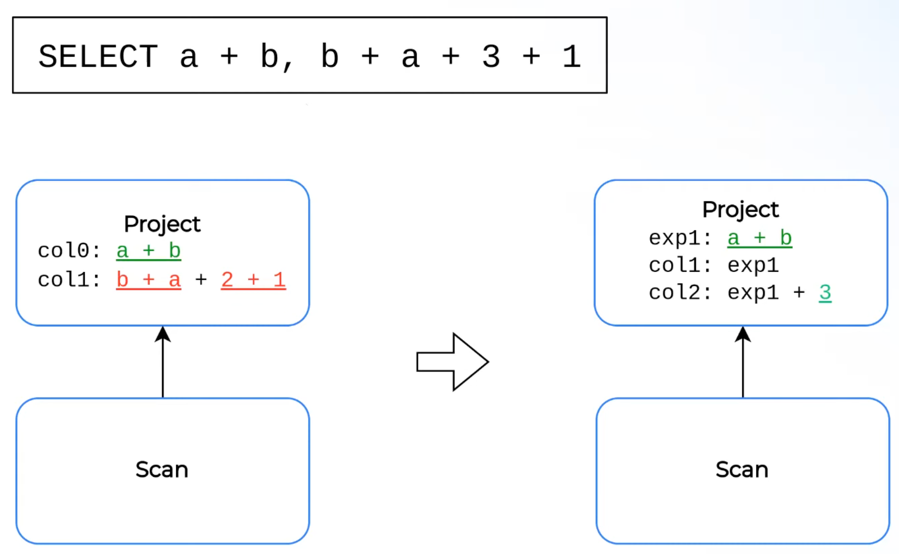 SELECT a + b, b + a + 3 + 1
Project
col0: a + b
col1: b + a + 2 + 1
Scan
Project
exp1: a + b
col1: exp1
col2: exp1 + 3
Scan